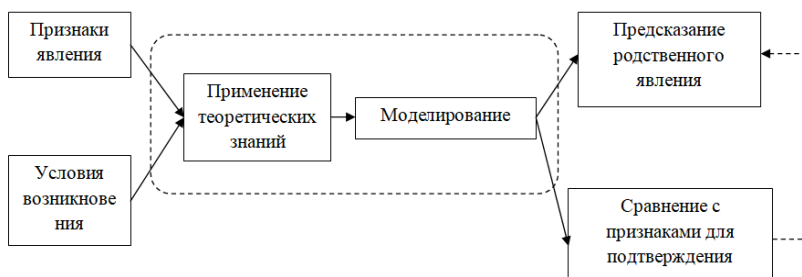 Признаки
явления
Условия
возникнове
ния
Применение
теоретических
знаний
Моделирование
Предсказание
родственного
явления
Сравнение с
признаками для
подтверждения